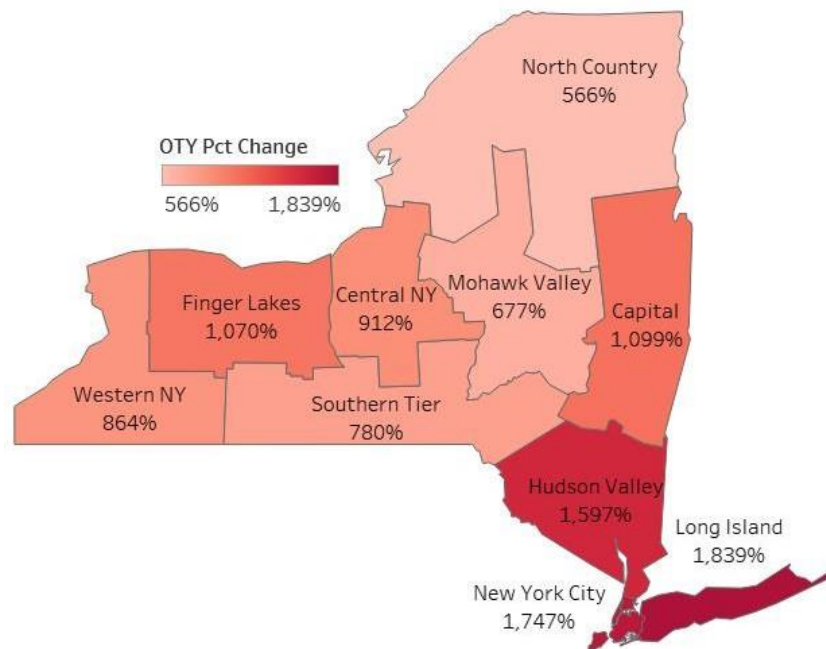 North Country
566%
OTY Pct Change
566%
1,839%
Finger Lakes
1,070%
Central NY
912%
Mohawk Valley
677%
Capital
1,099%
Western NY
864%
Southern Tier
780%
Hudson Valley
1,597%
Long Island
1,839%
New York City
1,747%